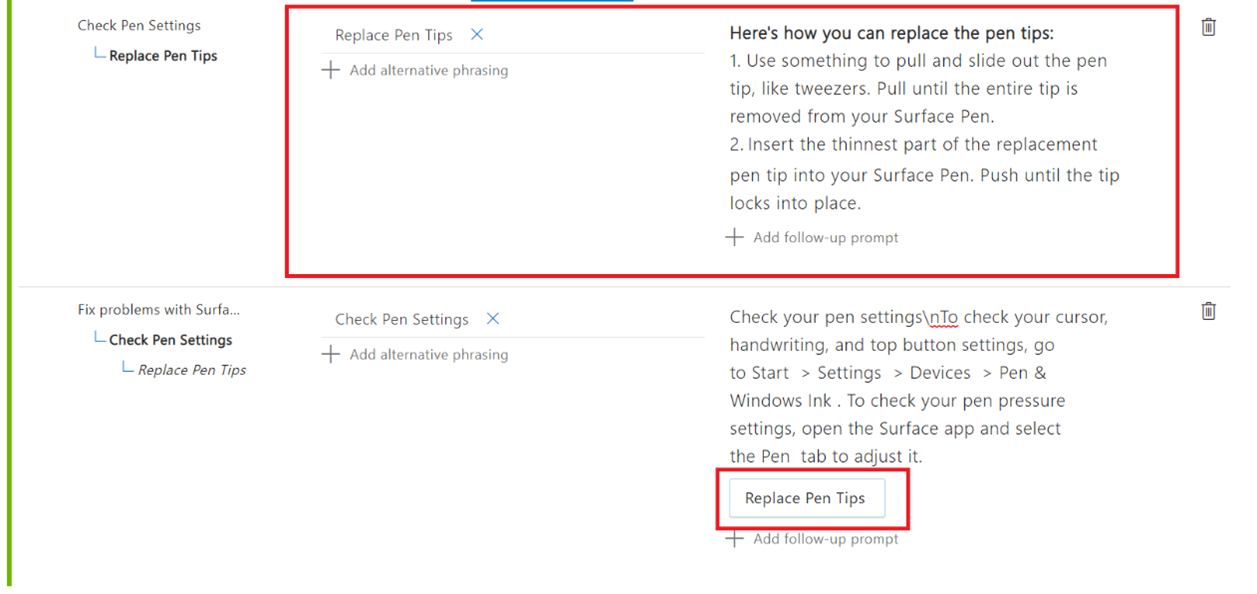 Check Pen Settings
Replace Pen Tips
Replace Pen Tips
Add alternative phrasing
Here's how you can replace the pen tips:
1. Use something to pull and slide out the pen
tip, like tweezers. Pull until the entire tip is
removed from your Surface Pen.
2. Insert the thinnest part of the replacement
pen tip into your Surface Pen. Push until the tip
locks into place.
Add follow-up prompt
Fix problems with Surfa...
Check Pen Settings
Replace Pen Tips
Check Pen Settings
Add alternative phrasing
Check your pen settings\nTo check your cursor,
handwriting, and top button settings, go
to Start > Settings > Devices > Pen &
Windows Ink . To check your pen pressure
settings, open the Surface app and select
the Pen tab to adjust it.
Replace Pen Tips
Add follow-up prompt